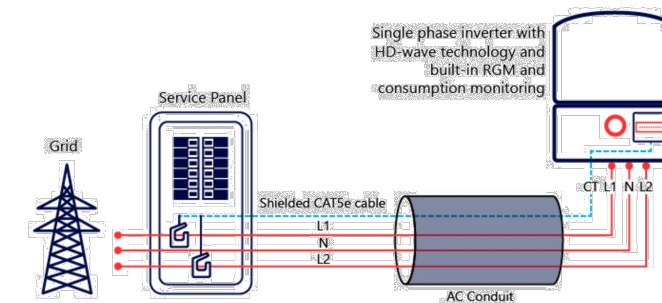 Single phase inverter with
HD-wave technology and
built-in RGM and
consumption monitoring
Service Panel
Grid
CT L1 N L2
Shielded CAT5e cable
L1
N
L2
AC Conduit